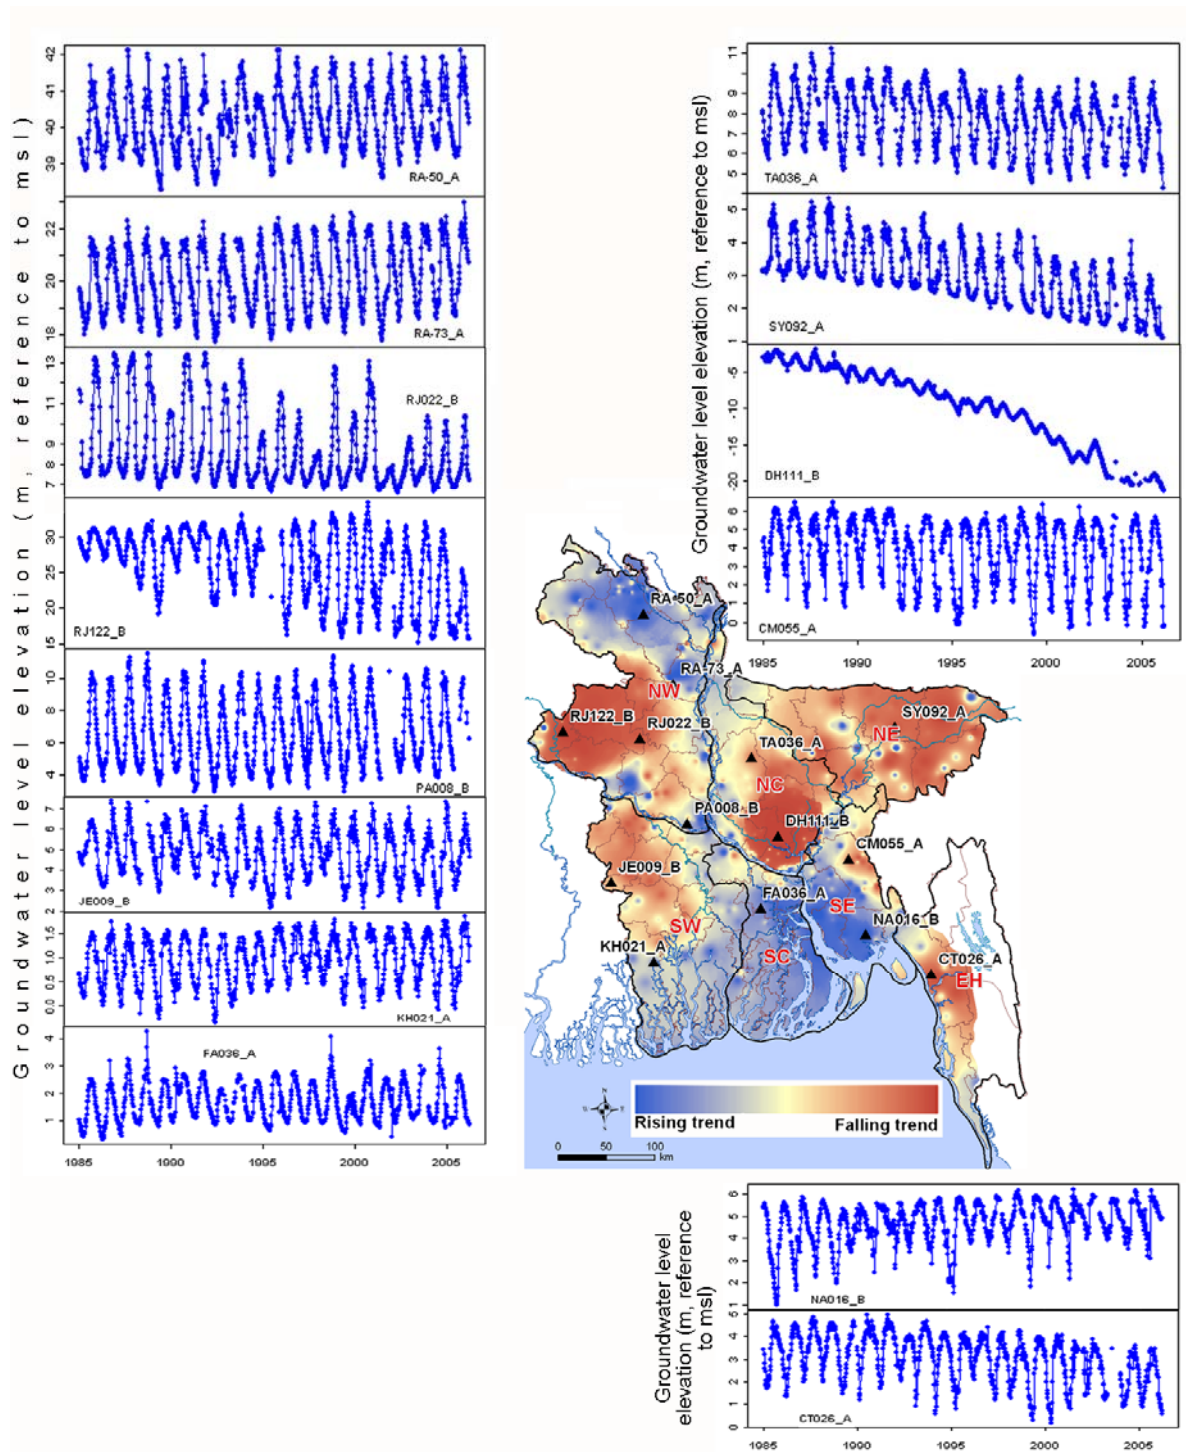 Groundwater level elevation (m, reference to msl)
42
41
40
39
RA-50_A
22
20
18
RA-73_A
13
11
9
8
7
RJ022_B
30
25
20
15
RJ122_B
10
8
6
4
PA008_B
7
6
5
4
3
2
JE009_B
1.5
1.0
0.5
0.0
KH021_A
4
3
2
1
FA036_A
1985 1990 1995 2000 2005
Groundwater level elevation (m, reference to msl)
11
10
9
8
7
6
5
4
TA036_A
5
4
3
2
1
SY092_A
-5
-10
-15
-20
DH111_B
6
5
4
3
2
1
0
CM055_A
1985 1990 1995 2000 2005
RA-50_A
RA-73_A
NW
RJ122_B
RJ022_B
SY092_A
NE
TA036_A
NC
PA008_B
DH111_B
CM055_A
JE009_B
FA036_A
SE
NA016_B
SW
KH021_A
SC
CT026_A
EH
Rising trend Falling trend
0 50 100
km
Groundwater level
elevation (m, reference
to msl)
6
5
4
3
2
1
NA016_B
5
4
3
2
1
0
CT026_A
1985 1990 1995 2000 2005